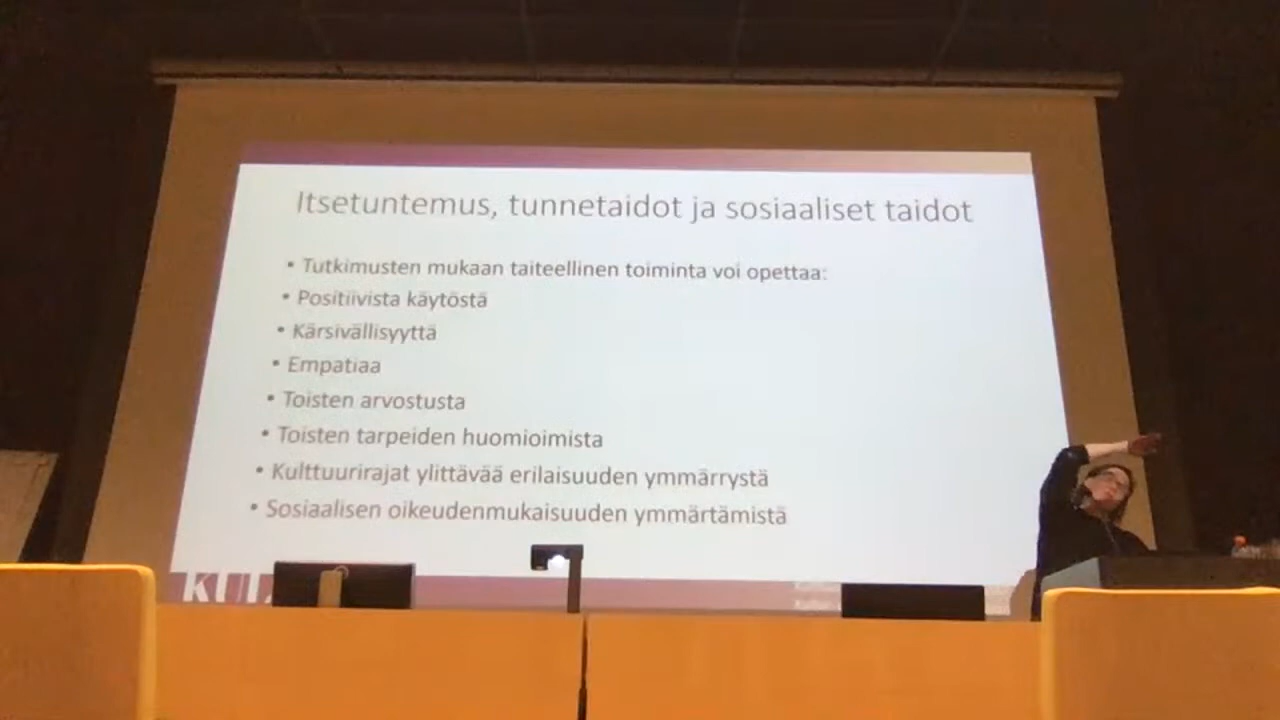 Itsetuntemus, tunnetaidot ja sosiaaliset taidot
• Tutkimusten mukaan taiteellinen toiminta voi opettaa:
• Positiivista käytöstä
• Kärsivällisyyttä
• Empatiaa
• Toisten arvostusta
• Toisten tarpeiden huomioimista
• Kulttuurirajat ylittävää erilaisuuden ymmärrystä
• Sosiaalisen oikeudenmukaisuuden ymmärtämistä